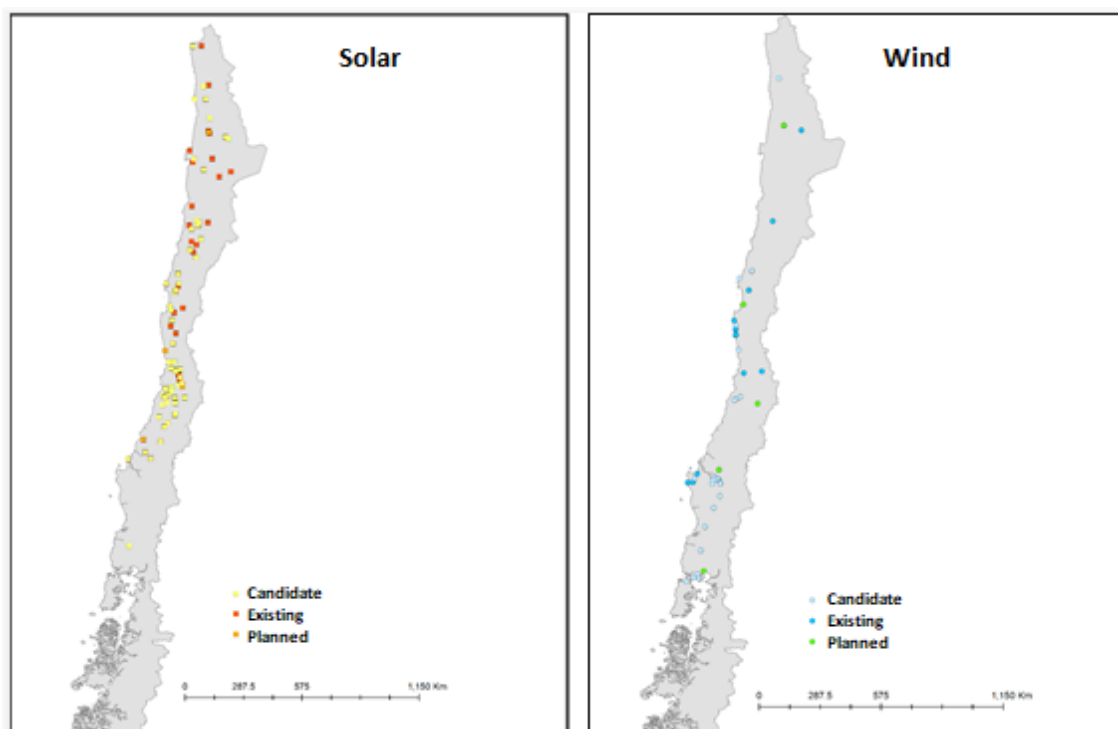 Solar
Candidate
Existing
Planned
0 287.5 575 1,150 Km
Wind
Candidate
Existing
Planned
0 287.5 575 1,150 Km